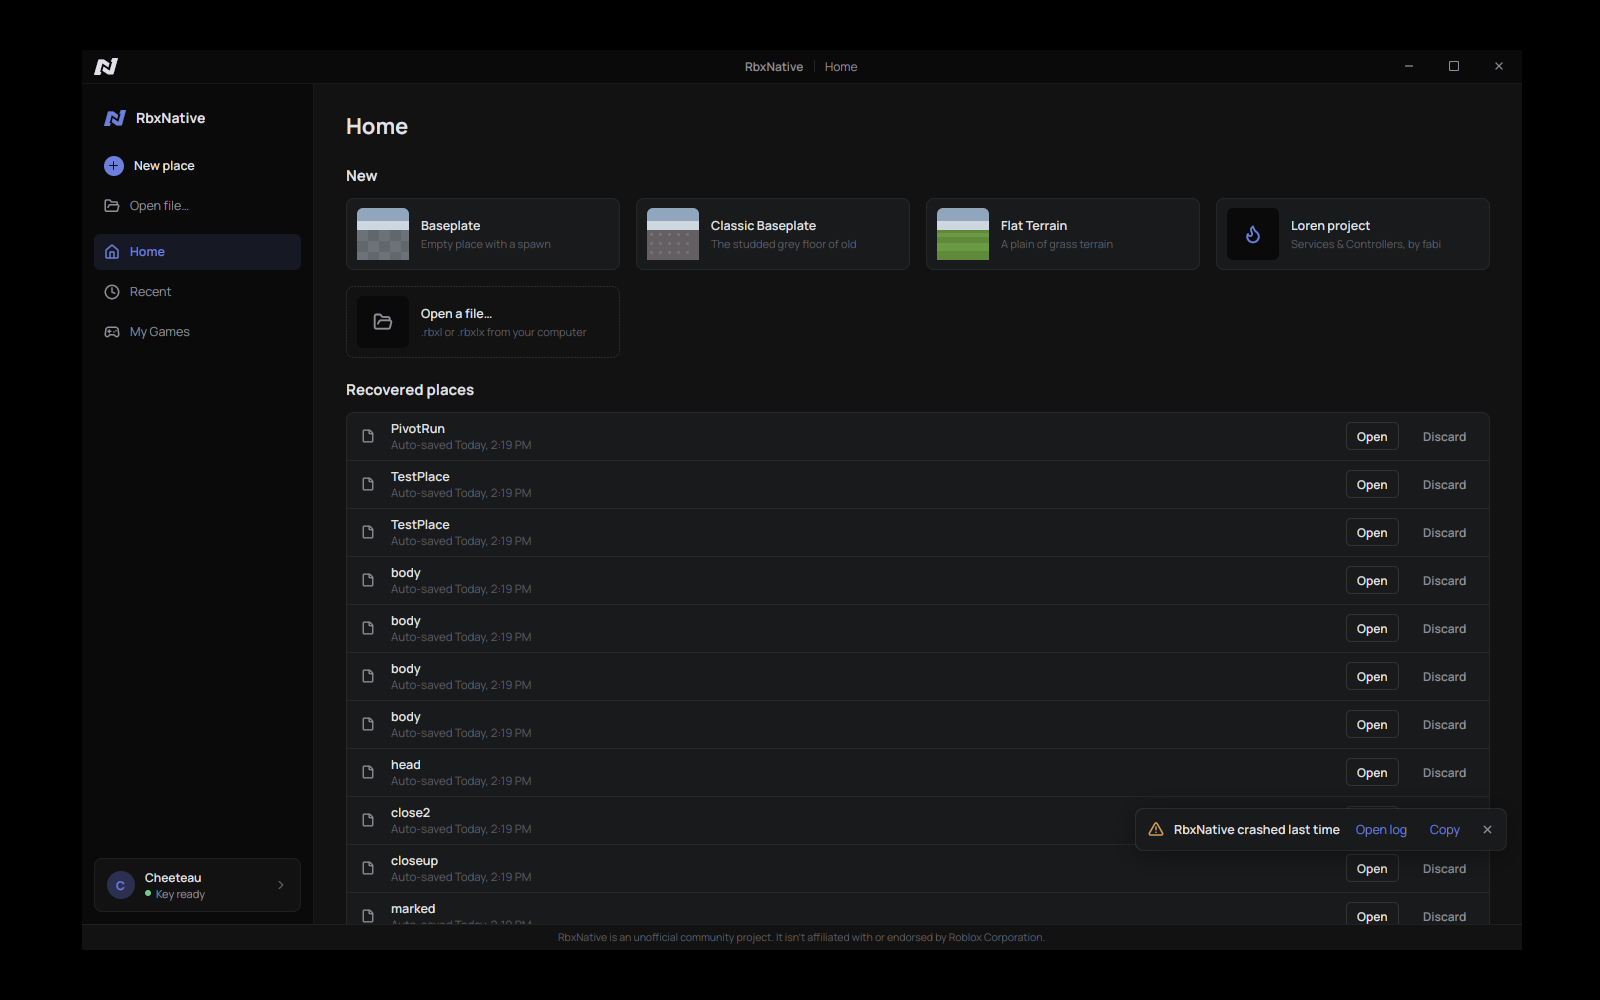 RbxNative
Home
RbxNative
New place
Open file...
Home
Recent
My Games
Cheeteau
Key ready
Home
New
Baseplate
Empty place with a spawn
Classic Baseplate
The studded grey floor of old
Flat Terrain
A plain of grass terrain
Loren project
Services & Controllers, by fabi
Open a file...
.rbxl or .rbxlx from your computer
Recovered places
PivotRun
Auto-saved Today, 2:19 PM
Open
Discard
TestPlace
Auto-saved Today, 2:19 PM
Open
Discard
TestPlace
Auto-saved Today, 2:19 PM
Open
Discard
body
Auto-saved Today, 2:19 PM
Open
Discard
body
Auto-saved Today, 2:19 PM
Open
Discard
body
Auto-saved Today, 2:19 PM
Open
Discard
body
Auto-saved Today, 2:19 PM
Open
Discard
head
Auto-saved Today, 2:19 PM
Open
Discard
close2
Auto-saved Today, 2:19 PM
RbxNative crashed last time
Open log
Copy
closeup
Auto-saved Today, 2:19 PM
Open
Discard
marked
Auto-saved Today, 2:19 PM
Open
Discard
RbxNative is an unofficial community project. It isn't affiliated with or endorsed by Roblox Corporation.
C